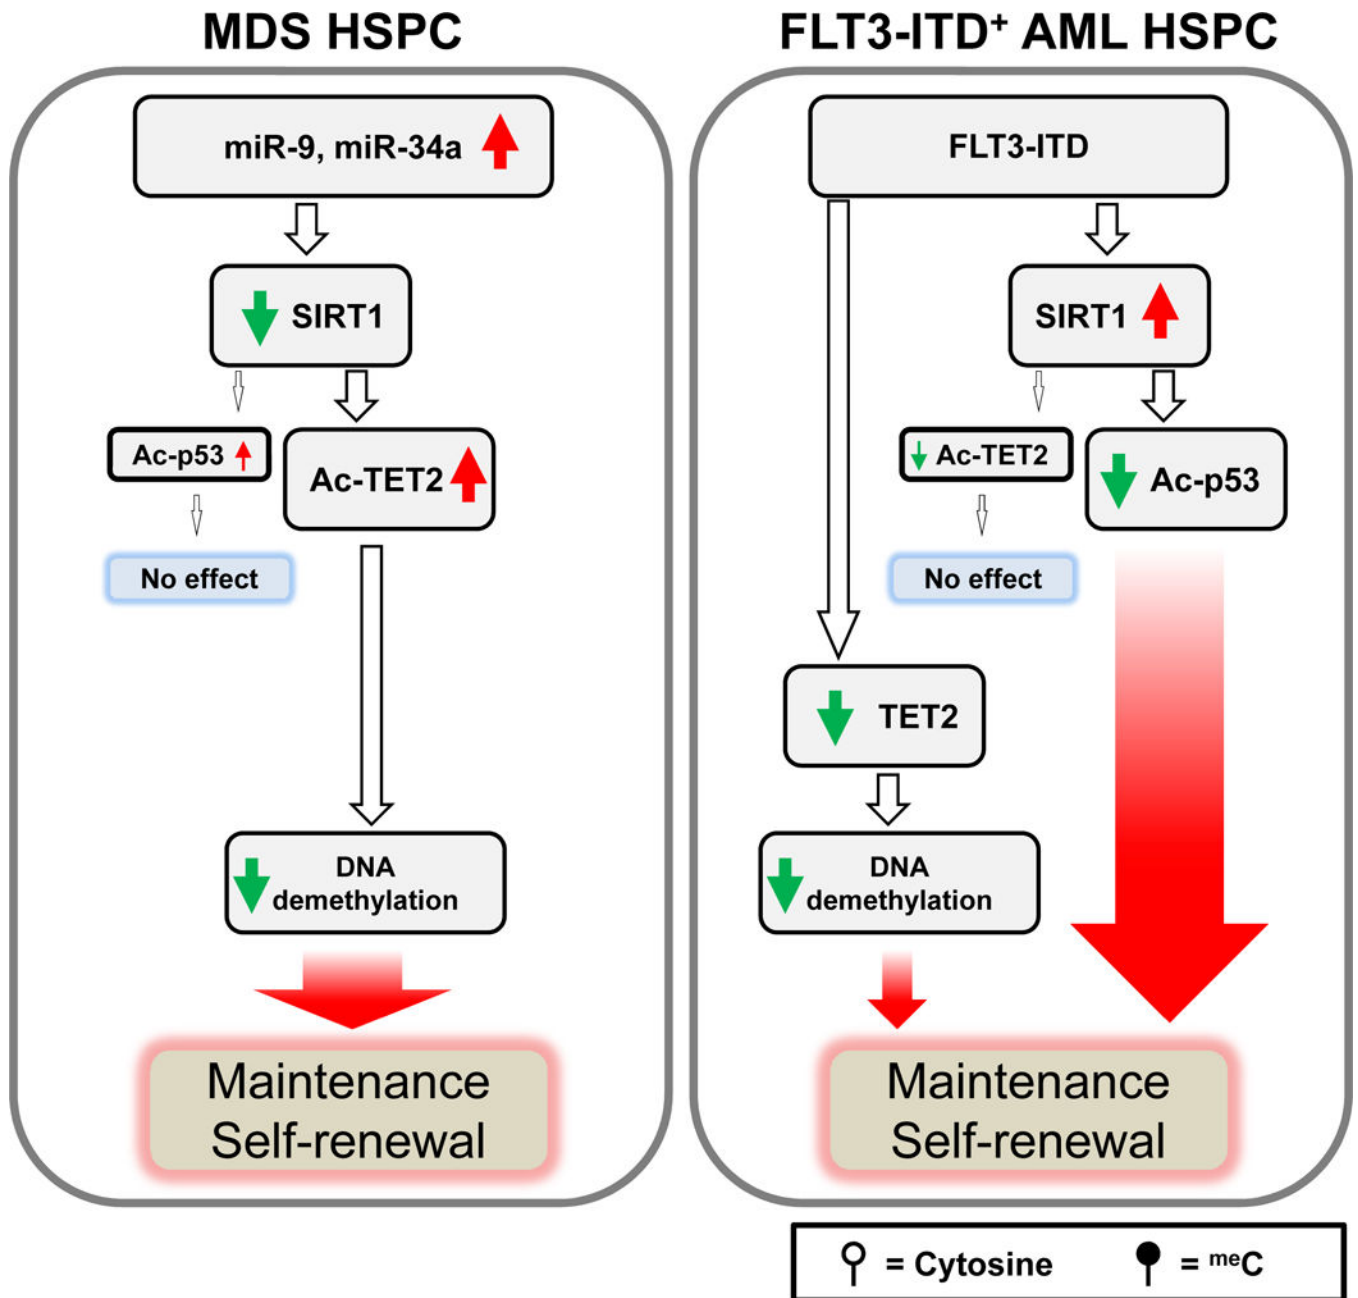 MDS HSPC
miR-9, miR-34a
SIRT1
Ac-p53
Ac-TET2
No effect
DNA
demethylation
Maintenance
Self-renewal
FLT3-ITD⁺ AML HSPC
FLT3-ITD
SIRT1
Ac-TET2
Ac-p53
No effect
TET2
DNA
demethylation
Maintenance
Self-renewal
= Cytosine
= ᵐᵉC